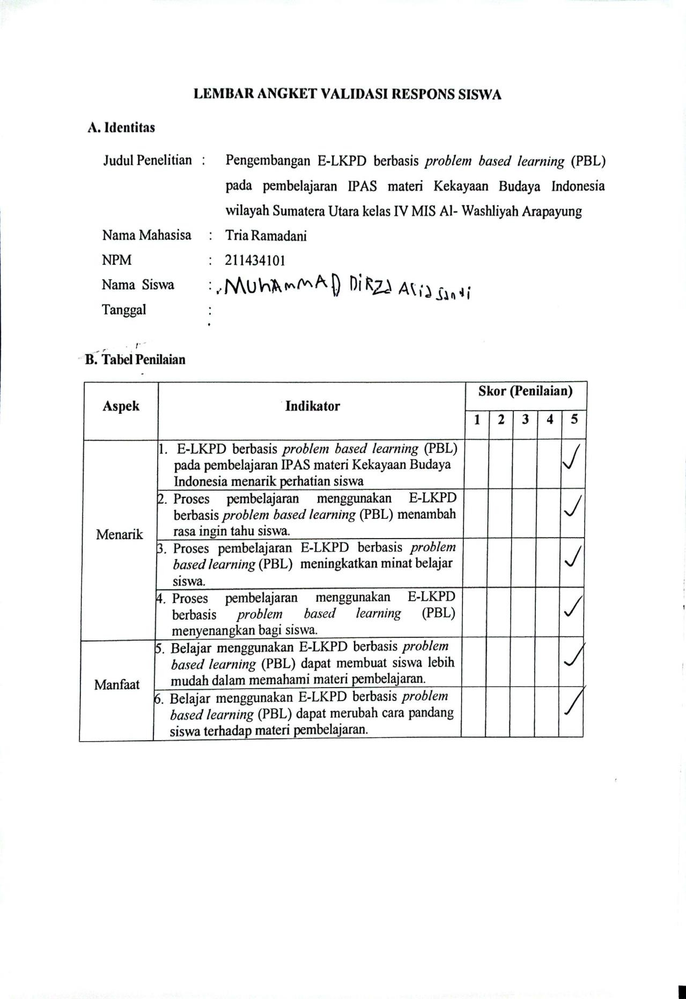 LEMBAR ANGKET VALIDASI RESPONS SISWA
A. Identitas
Judul Penelitian : Pengembangan E-LKPD berbasis problem based learning (PBL)
pada pembelajaran IPAS materi Kekayaan Budaya Indonesia
wilayah Sumatera Utara kelas IV MIS Al- Washliyah Arapayung
Nama Mahasisa : Tria Ramadani
NPM : 211434101
Nama Siswa : MUhAmMAD DiRZa
Tanggal :
B. Tabel Penilaian
Aspek Indikator Skor (Penilaian)
1 2 3 4 5
1. E-LKPD berbasis problem based learning (PBL) ✓
pada pembelajaran IPAS materi Kekayaan Budaya
Indonesia menarik perhatian siswa
2. Proses pembelajaran menggunakan E-LKPD ✓
berbasis problem based learning (PBL) menambah
rasa ingin tahu siswa.
Menarik
3. Proses pembelajaran E-LKPD berbasis problem ✓
based learning (PBL) meningkatkan minat belajar
siswa.
4. Proses pembelajaran menggunakan E-LKPD ✓
berbasis problem based learning (PBL)
menyenangkan bagi siswa.
5. Belajar menggunakan E-LKPD berbasis problem ✓
based learning (PBL) dapat membuat siswa lebih
mudah dalam memahami materi pembelajaran.
Manfaat
6. Belajar menggunakan E-LKPD berbasis problem ✓
based learning (PBL) dapat merubah cara pandang
siswa terhadap materi pembelajaran.